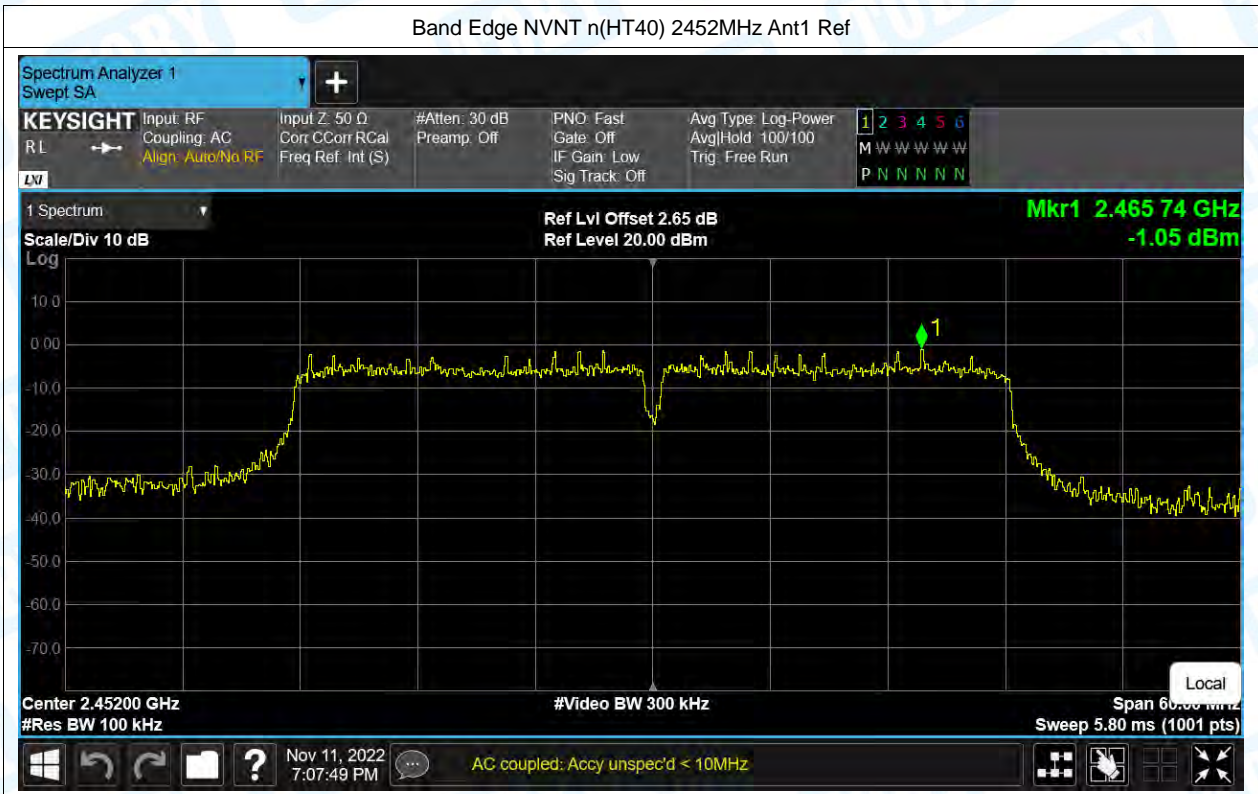 Band Edge NVNT n(HT40) 2452MHz Ant1 Ref
Spectrum Analyzer 1
Swept SA
+
KEYSIGHT
RL
LXI
Input: RF
Coupling: AC
Align: Auto/No RF
Input Z: 50 Ω
Corr CCorr RCal
Freq Ref: Int (S)
#Atten: 30 dB
Preamp: Off
PNO: Fast
Gate: Off
IF Gain: Low
Sig Track: Off
Avg Type: Log-Power
Avg|Hold: 100/100
Trig: Free Run
1 2 3 4 5 6
M W W W W W W
P N N N N N N
1 Spectrum
Scale/Div 10 dB
Log
Ref Lvl Offset 2.65 dB
Ref Level 20.00 dBm
Mkr1 2.465 74 GHz
-1.05 dBm
10.0
0.00
-10.0
-20.0
-30.0
-40.0
-50.0
-60.0
-70.0
1
Local
Center 2.45200 GHz
#Res BW 100 kHz
#Video BW 300 kHz
Span 60.00 MHz
Sweep 5.80 ms (1001 pts)
?
Nov 11, 2022
7:07:49 PM
AC coupled: Accy unspec'd < 10MHz